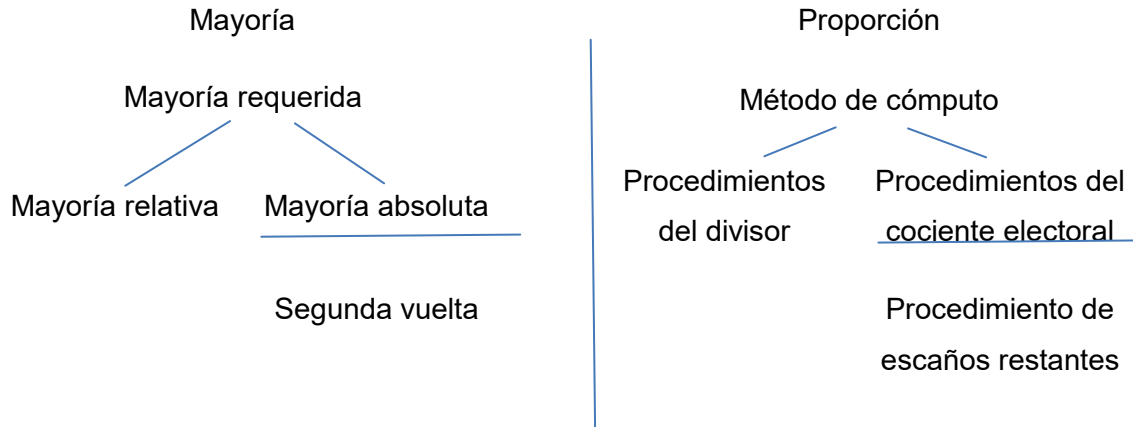 Mayoría
Mayoría requerida
Mayoría relativa
Mayoría absoluta
Segunda vuelta
Proporción
Método de cómputo
Procedimientos
del divisor
Procedimientos del
cociente electoral
Procedimiento de
escaños restantes